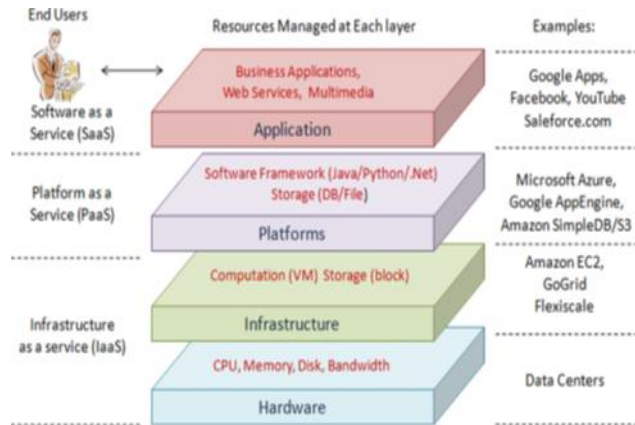 End Users
Resources Managed at Each layer
Examples:
Business Applications,
Web Services, Multimedia
Application
Software as a
Service (SaaS)
Google Apps,
Facebook, YouTube
Saleforce.com
Software Framework (Java/Python/.Net)
Storage (DB/File)
Platforms
Platform as a
Service (PaaS)
Microsoft Azure,
Google AppEngine,
Amazon SimpleDB/S3
Computation (VM) Storage (block)
Infrastructure
Amazon EC2,
GoGrid
Flexiscale
Infrastructure
as a service (IaaS)
CPU, Memory, Disk, Bandwidth
Hardware
Data Centers